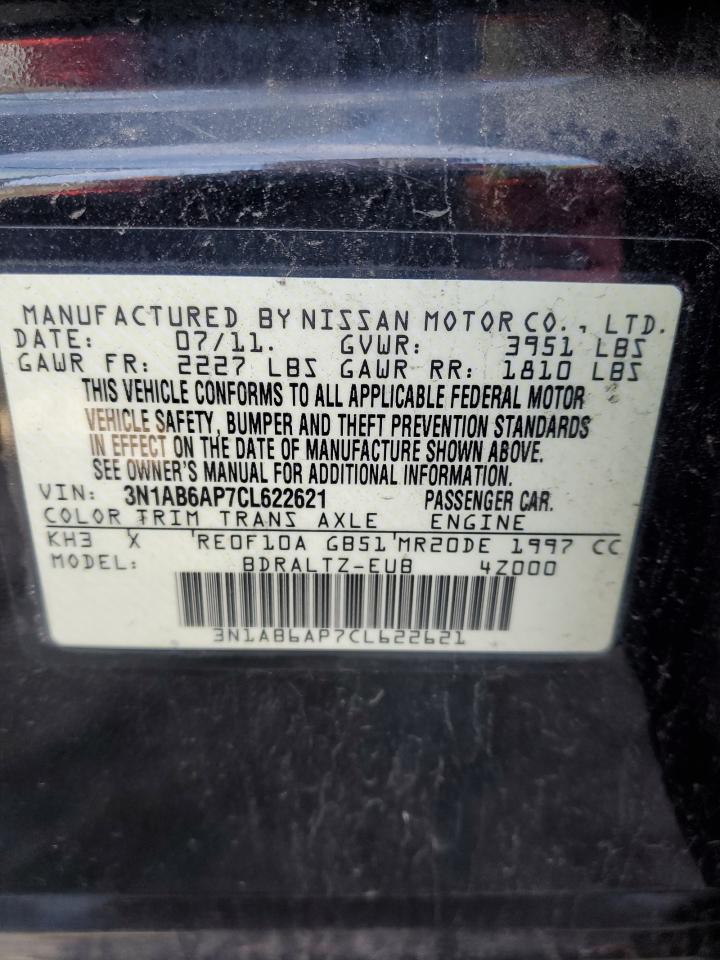 MANUFACTURED BY NISSAN MOTOR CO., LTD.
DATE: 07/11. GVWR: 3951 LBS
GAWR FR: 2227 LBS GAWR RR: 1810 LBS
THIS VEHICLE CONFORMS TO ALL APPLICABLE FEDERAL MOTOR
VEHICLE SAFETY, BUMPER AND THEFT PREVENTION STANDARDS
IN EFFECT ON THE DATE OF MANUFACTURE SHOWN ABOVE.
SEE OWNER'S MANUAL FOR ADDITIONAL INFORMATION.
VIN: 3N1AB6AP7CL622621 PASSENGER CAR.
COLOR TRIM TRANS AXLE ENGINE
KH3 X RE0F10A GB51 MR20DE 1997 CC
MODEL: BDRALTZ-EUB 4Z000
3N1AB6AP7CL622621